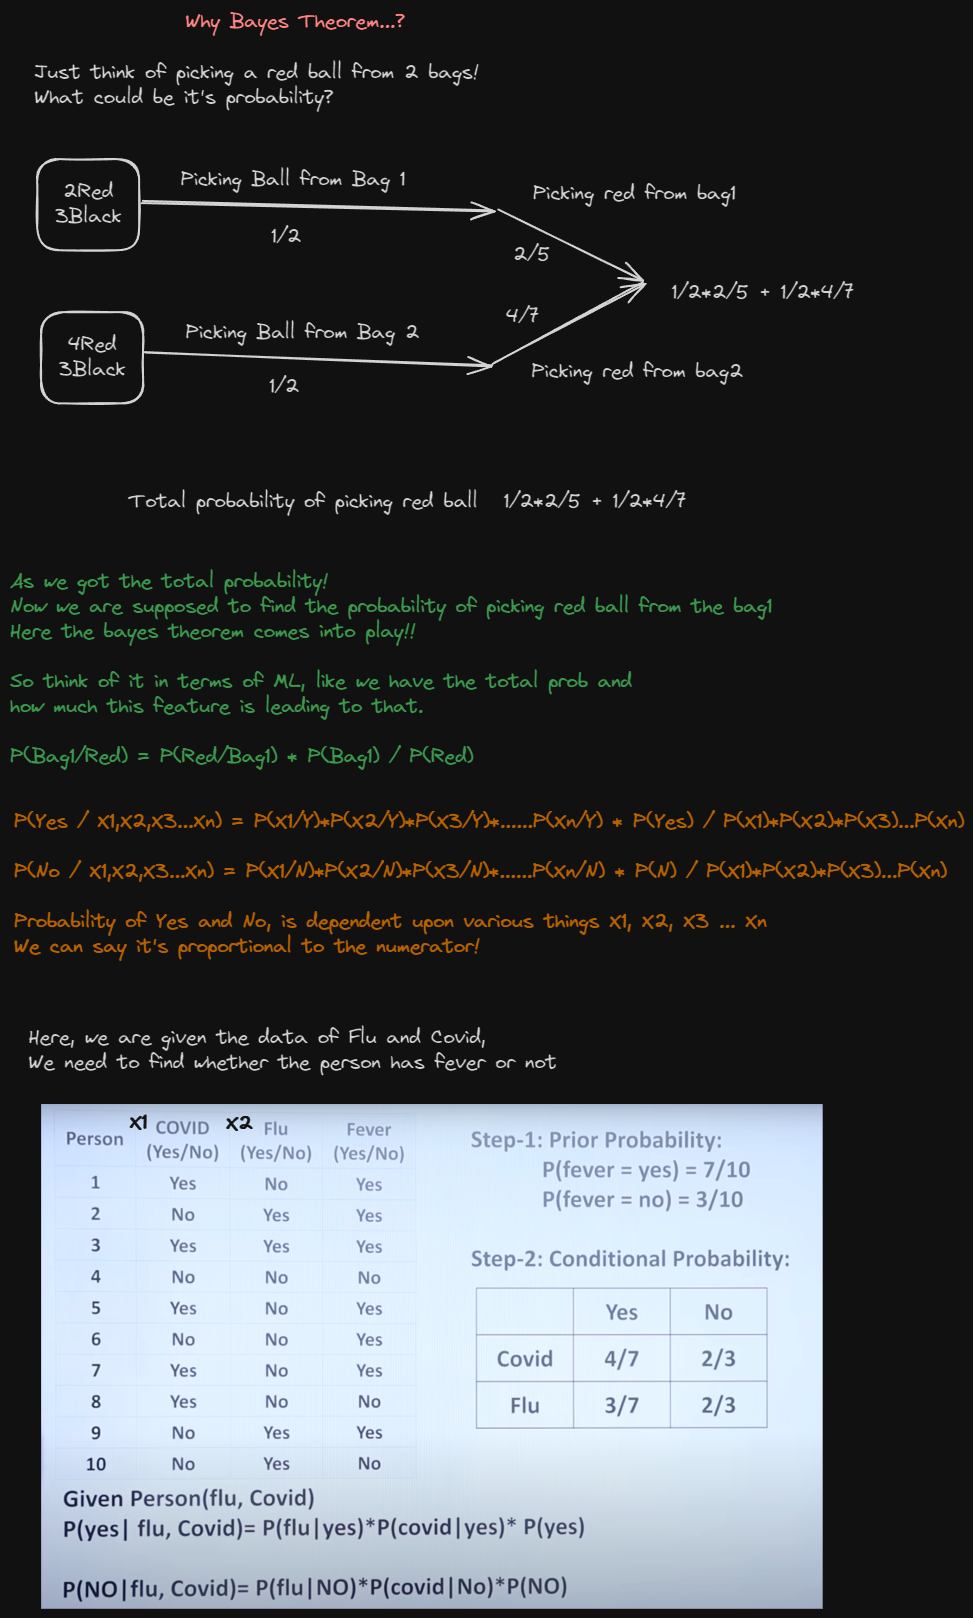 Why Bayes Theorem...?
Just think of picking a red ball from 2 bags!
What could be it's probability?
2Red
3Black
Picking Ball from Bag 1
1/2
Picking red from bag1
2/5
1/2*2/5 + 1/2*4/7
4/7
4Red
3Black
Picking Ball from Bag 2
1/2
Picking red from bag2
Total probability of picking red ball 1/2*2/5 + 1/2*4/7
As we got the total probability!
Now we are supposed to find the probability of picking red ball from the bag1
Here the bayes theorem comes into play!!
So think of it in terms of ML, like we have the total prob and
how much this feature is leading to that.
P(Bag1/Red) = P(Red/Bag1) * P(Bag1) / P(Red)
P(Yes / x1,x2,x3...xn) = P(x1/Y)*P(x2/Y)*P(x3/Y)*......P(xn/Y) * P(Yes) / P(x1)*P(x2)*P(x3)...P(xn)
P(No / x1,x2,x3...xn) = P(x1/N)*P(x2/N)*P(x3/N)*......P(xn/N) * P(N) / P(x1)*P(x2)*P(x3)...P(xn)
Probability of Yes and No, is dependent upon various things x1, x2, x3 ... xn
We can say it's proportional to the numerator!
Here, we are given the data of Flu and Covid,
We need to find whether the person has fever or not
Person x1 COVID (Yes/No) x2 Flu (Yes/No) Fever (Yes/No)
1 Yes No Yes
2 No Yes Yes
3 Yes Yes Yes
4 No No No
5 Yes No Yes
6 No No Yes
7 Yes No Yes
8 Yes No No
9 No Yes Yes
10 No Yes No
Step-1: Prior Probability:
P(fever = yes) = 7/10
P(fever = no) = 3/10
Step-2: Conditional Probability:
Yes No
Covid 4/7 2/3
Flu 3/7 2/3
Given Person(flu, Covid)
P(yes| flu, Covid)= P(flu|yes)*P(covid|yes)* P(yes)
P(NO|flu, Covid)= P(flu|NO)*P(covid|No)*P(NO)